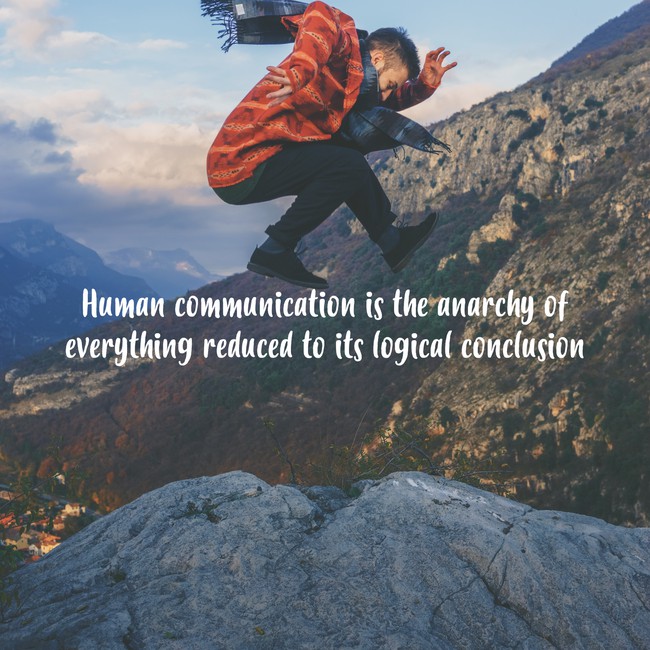 Human communication is the anarchy of
everything reduced to its logical conclusion